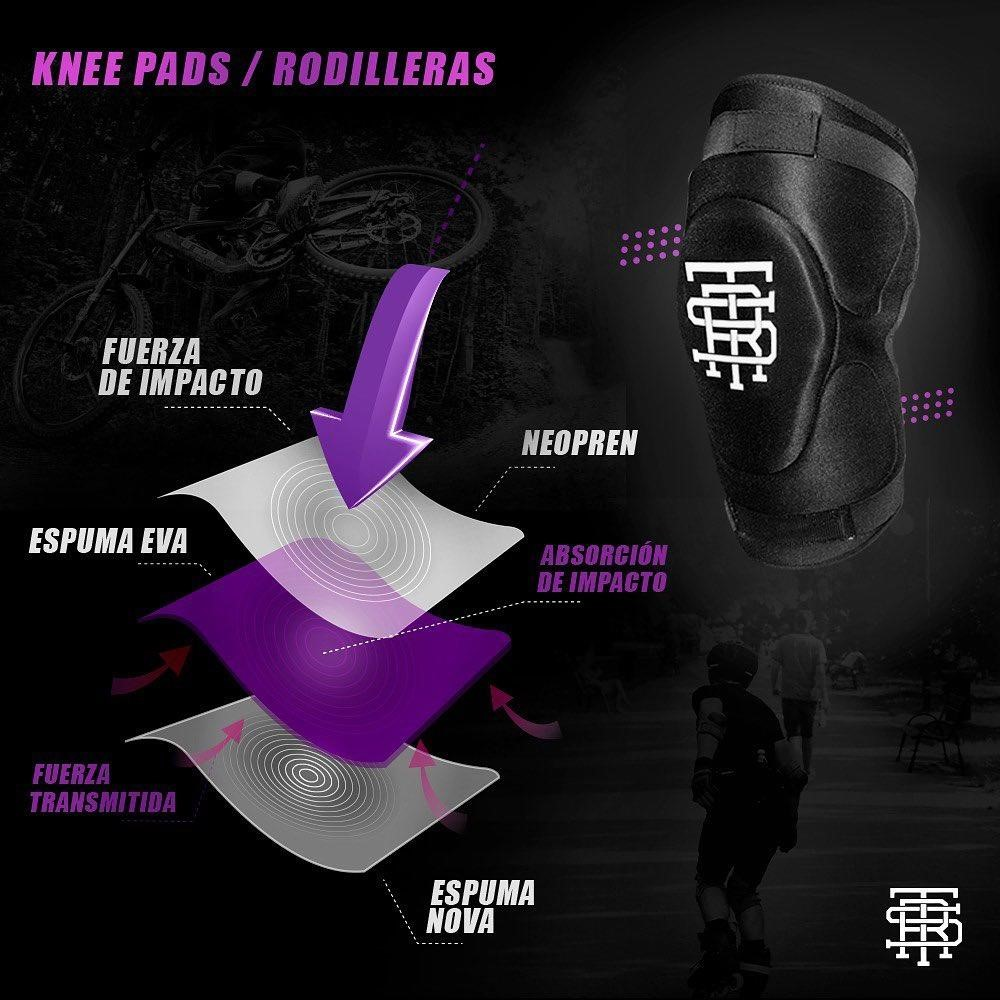 KNEE PADS / RODILLERAS
FUERZA
DE IMPACTO
NEOPREN
ESPUMA EVA
ABSORCIÓN
DE IMPACTO
FUERZA
TRANSMITIDA
ESPUMA
NOVA